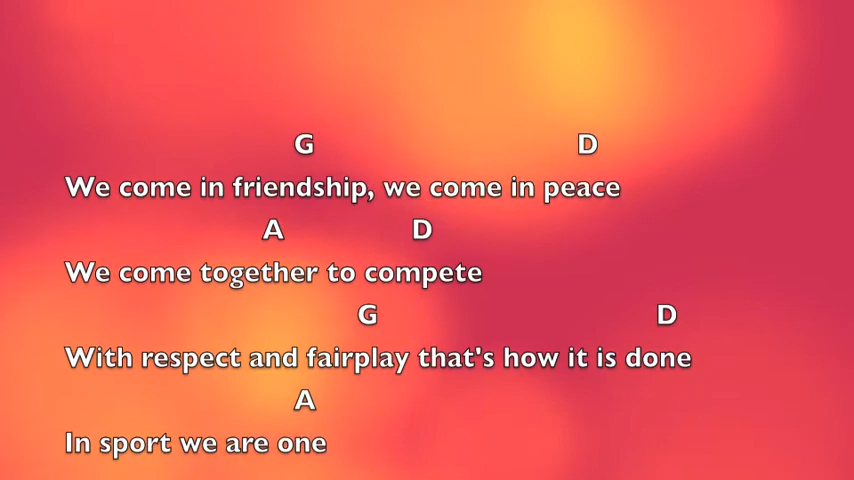 G D
We come in friendship, we come in peace
A D
We come together to compete
G D
With respect and fairplay that's how it is done
A
In sport we are one